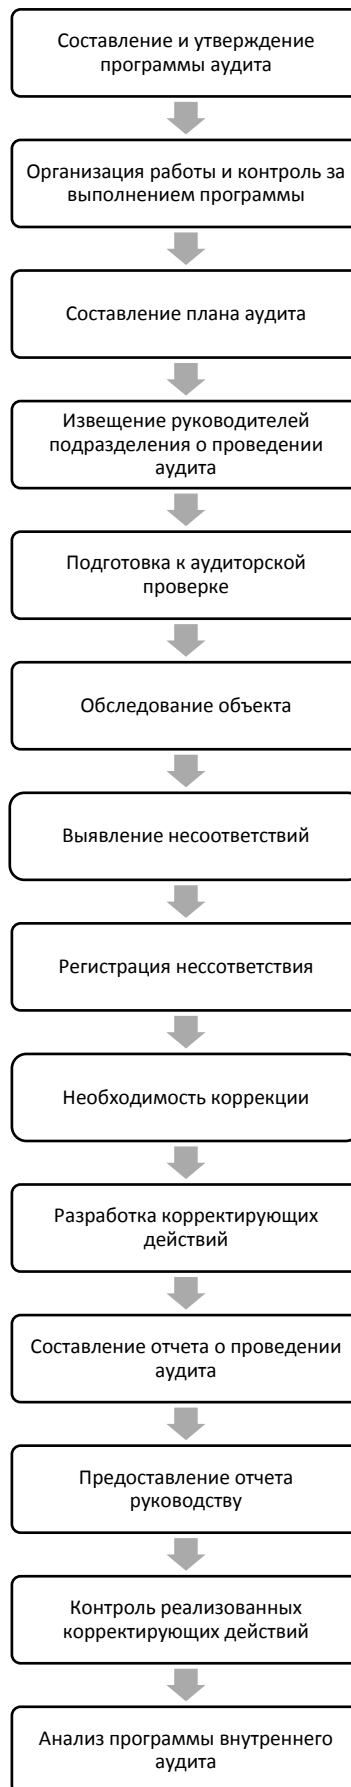 Составление и утверждение
программы аудита
Организация работы и контроль за
выполнением программы
Составление плана аудита
Извещение руководителей
подразделения о проведении
аудита
Подготовка к аудиторской
проверке
Обследование объекта
Выявление несоответствий
Регистрация нессответствия
Необходимость коррекции
Разработка корректирующих
действий
Составление отчета о проведении
аудита
Предоставление отчета
руководству
Контроль реализованных
корректирующих действий
Анализ программы внутреннего
аудита